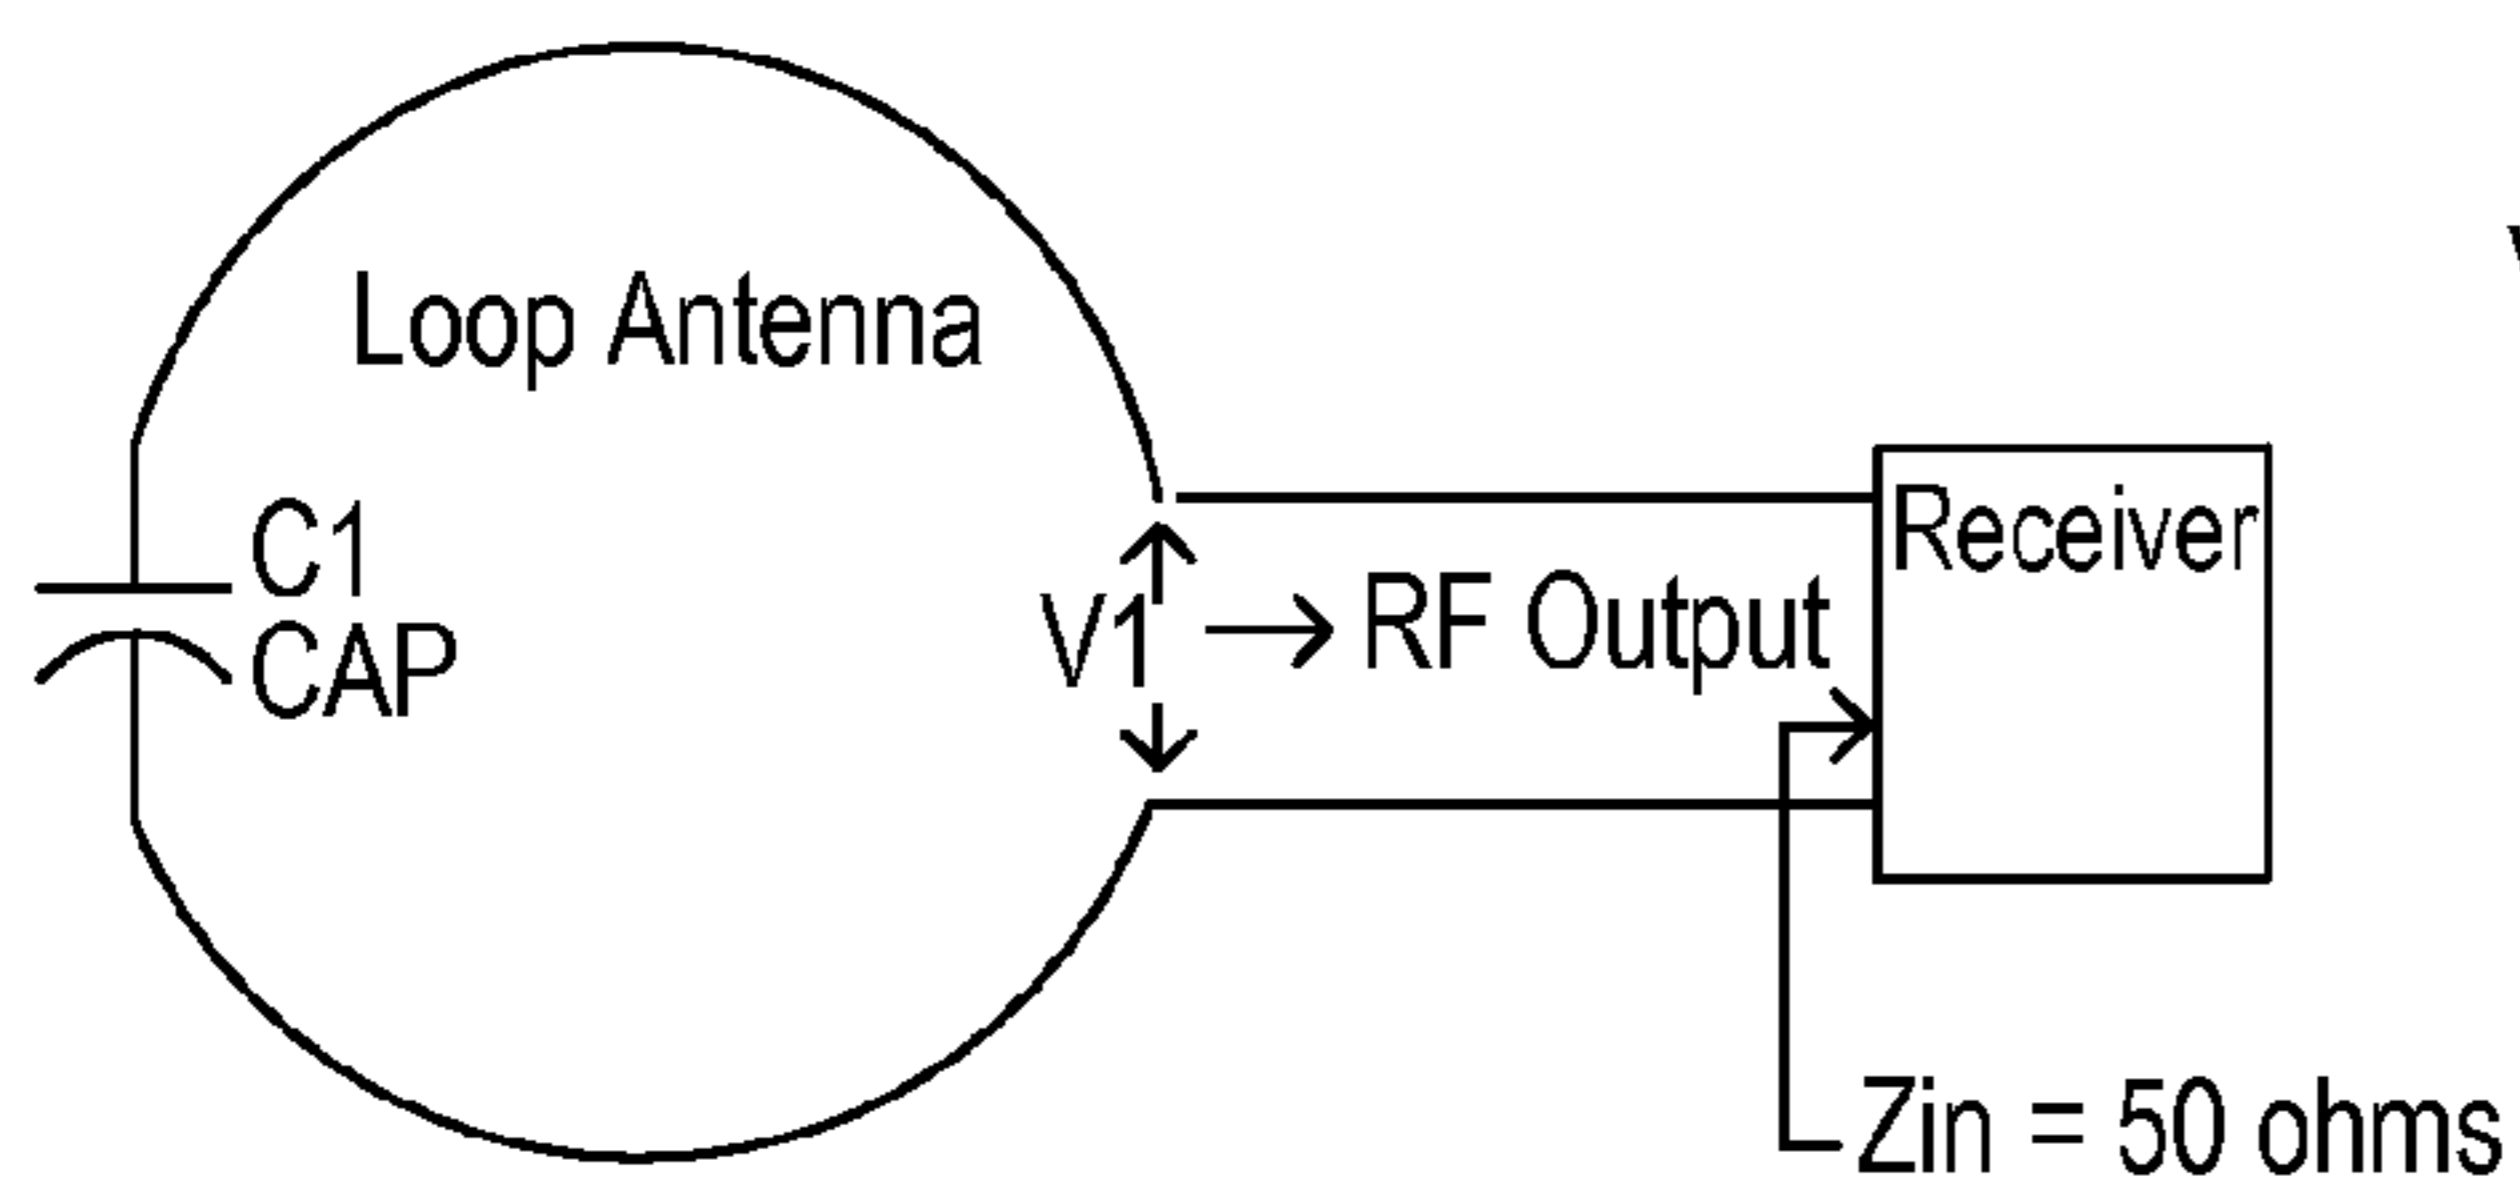 Loop Antenna
C1
CAP
V1
RF Output
Receiver
Zin = 50 ohms